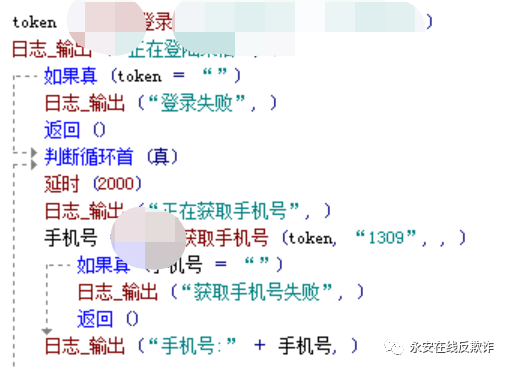 token 登录 )
日志_输出 (“正在登陆
如果真 (token = “”)
日志_输出 (“登录失败”, )
返回 ()
判断循环首 (真)
延时 (2000)
日志_输出 (“正在获取手机号”, )
手机号 获取手机号 (token, “1309”, , )
如果真 (手机号 = “”)
日志_输出 (“获取手机号失败”, )
返回 ()
日志_输出 (“手机号:” + 手机号, )
永安在线反欺诈